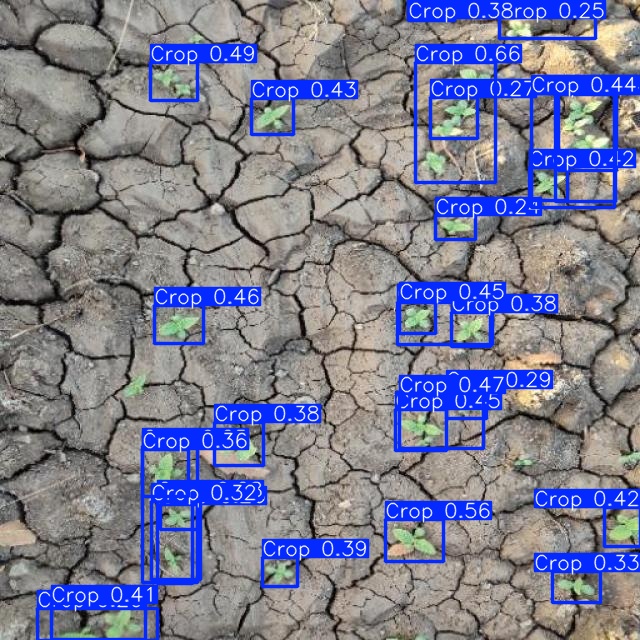 Crop 0.38
rop 0.25
Crop 0.49
Crop 0.66
Crop 0.43
Crop 0.27
Crop 0.44
Crop 0.42
Crop 0.24
Crop 0.46
Crop 0.45
Crop 0.38
Crop 0.47
0.29
Crop 0.45
Crop 0.38
Crop 0.36
Crop 0.32
Crop 0.42
Crop 0.56
Crop 0.39
Crop 0.33
Crop 0.41